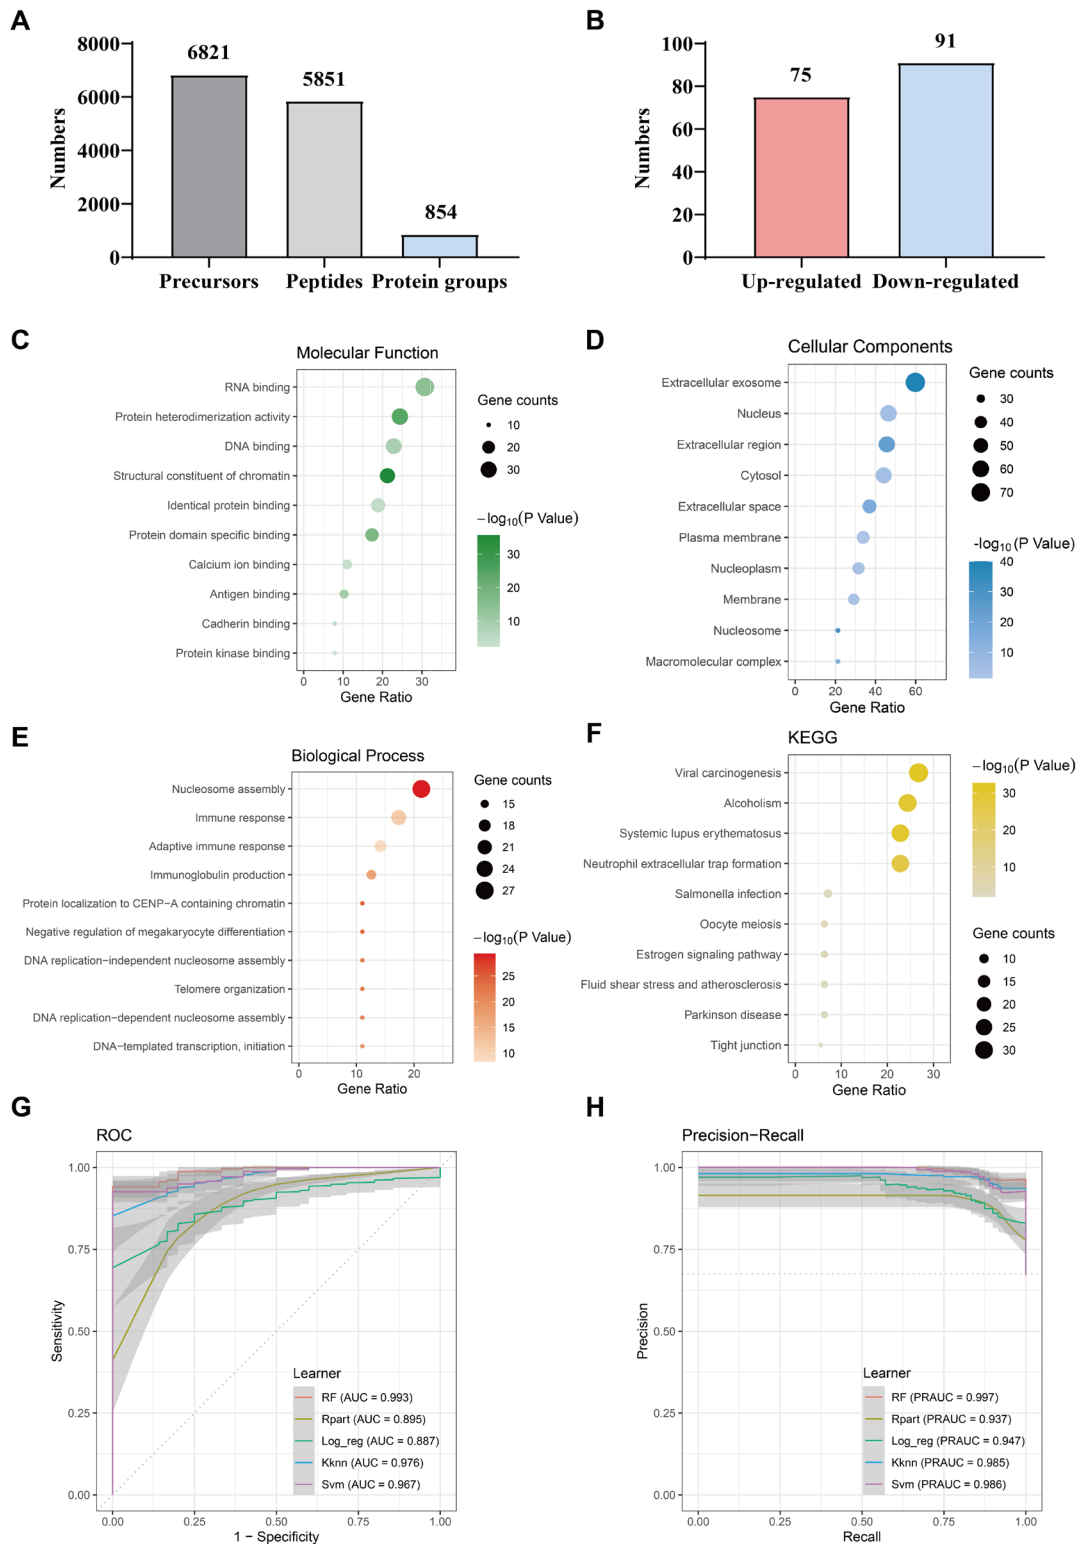 A
8000
6000
4000
2000
0
Numbers
6821
5851
854
Precursors Peptides Protein groups
B
100
80
60
40
20
0
Numbers
75
91
Up-regulated Down-regulated
C
Molecular Function
RNA binding
Protein heterodimerization activity
DNA binding
Structural constituent of chromatin
Identical protein binding
Protein domain specific binding
Calcium ion binding
Antigen binding
Cadherin binding
Protein kinase binding
0 10 20 30
Gene Ratio
Gene counts
10
20
30
−log10(P Value)
30
20
10
D
Cellular Components
Extracellular exosome
Nucleus
Extracellular region
Cytosol
Extracellular space
Plasma membrane
Nucleoplasm
Membrane
Nucleosome
Macromolecular complex
0 20 40 60
Gene Ratio
Gene counts
30
40
50
60
70
-log10(P Value)
40
30
20
10
E
Biological Process
Nucleosome assembly
Immune response
Adaptive immune response
Immunoglobulin production
Protein localization to CENP−A containing chromatin
Negative regulation of megakaryocyte differentiation
DNA replication−independent nucleosome assembly
Telomere organization
DNA replication−dependent nucleosome assembly
DNA−templated transcription, initiation
0 10 20
Gene Ratio
Gene counts
15
18
21
24
27
−log10(P Value)
25
20
15
10
F
KEGG
Viral carcinogenesis
Alcoholism
Systemic lupus erythematosus
Neutrophil extracellular trap formation
Salmonella infection
Oocyte meiosis
Estrogen signaling pathway
Fluid shear stress and atherosclerosis
Parkinson disease
Tight junction
0 10 20 30
Gene Ratio
−log10(P Value)
30
20
10
Gene counts
10
15
20
25
30
G
ROC
1.00
0.75
0.50
0.25
0.00
Sensitivity
Learner
RF (AUC = 0.993)
Rpart (AUC = 0.895)
Log_reg (AUC = 0.887)
Kknn (AUC = 0.976)
Svm (AUC = 0.967)
0.00 0.25 0.50 0.75 1.00
1 − Specificity
H
Precision−Recall
1.00
0.75
0.50
0.25
0.00
Precision
Learner
RF (PRAUC = 0.997)
Rpart (PRAUC = 0.937)
Log_reg (PRAUC = 0.947)
Kknn (PRAUC = 0.985)
Svm (PRAUC = 0.986)
0.00 0.25 0.50 0.75 1.00
Recall